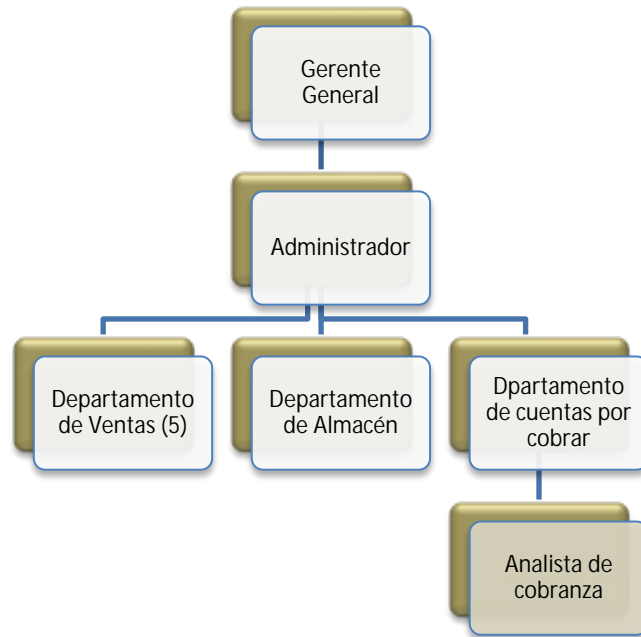 Gerente
General
Administrador
Departamento
de Ventas (5)
Departamento
de Almacén
Dpartamento
de cuentas por
cobrar
Analista de
cobranza